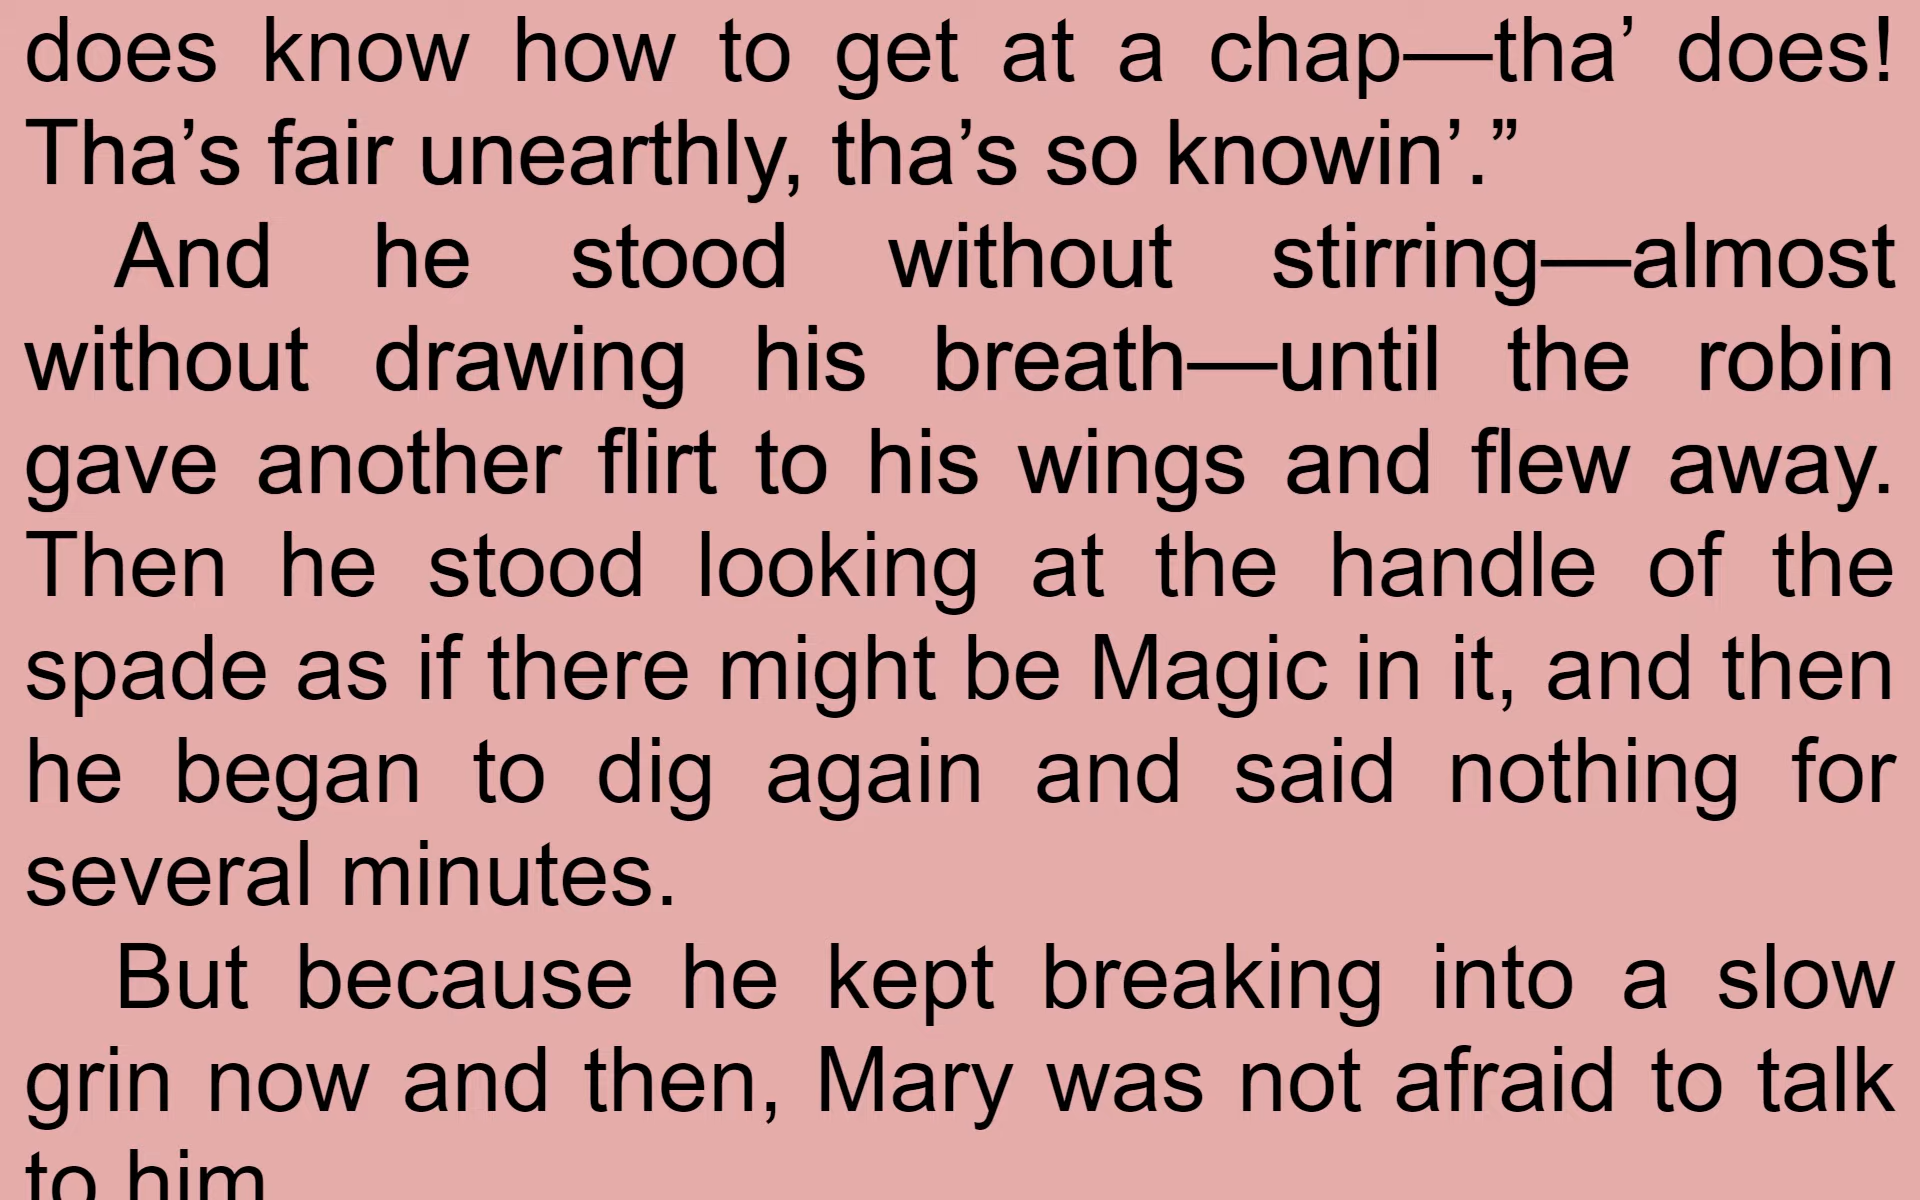 does know how to get at a chap—tha’ does!
Tha’s fair unearthly, tha’s so knowin’.”
And he stood without stirring—almost
without drawing his breath—until the robin
gave another flirt to his wings and flew away.
Then he stood looking at the handle of the
spade as if there might be Magic in it, and then
he began to dig again and said nothing for
several minutes.
But because he kept breaking into a slow
grin now and then, Mary was not afraid to talk
to him